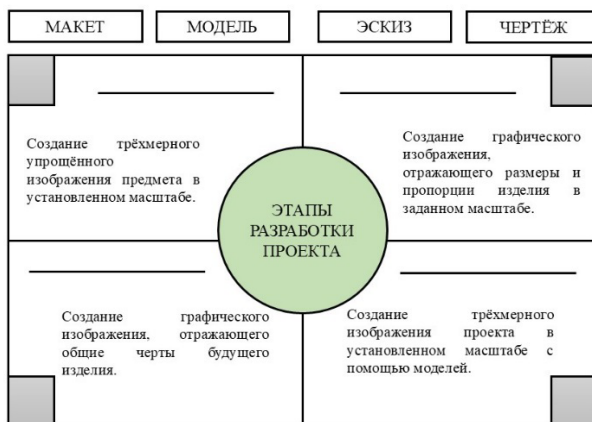 МАКЕТ
МОДЕЛЬ
ЭСКИЗ
ЧЕРТЁЖ
Создание трёхмерного
упрощённого
изображения предмета в
установленном масштабе.
Создание графического
изображения,
отражающего размеры и
пропорции изделия в
заданном масштабе.
ЭТАПЫ
РАЗРАБОТКИ
ПРОЕКТА
Создание графического
изображения, отражающего
общие черты будущего
изделия.
Создание трёхмерного
изображения проекта в
установленном масштабе с
помощью моделей.